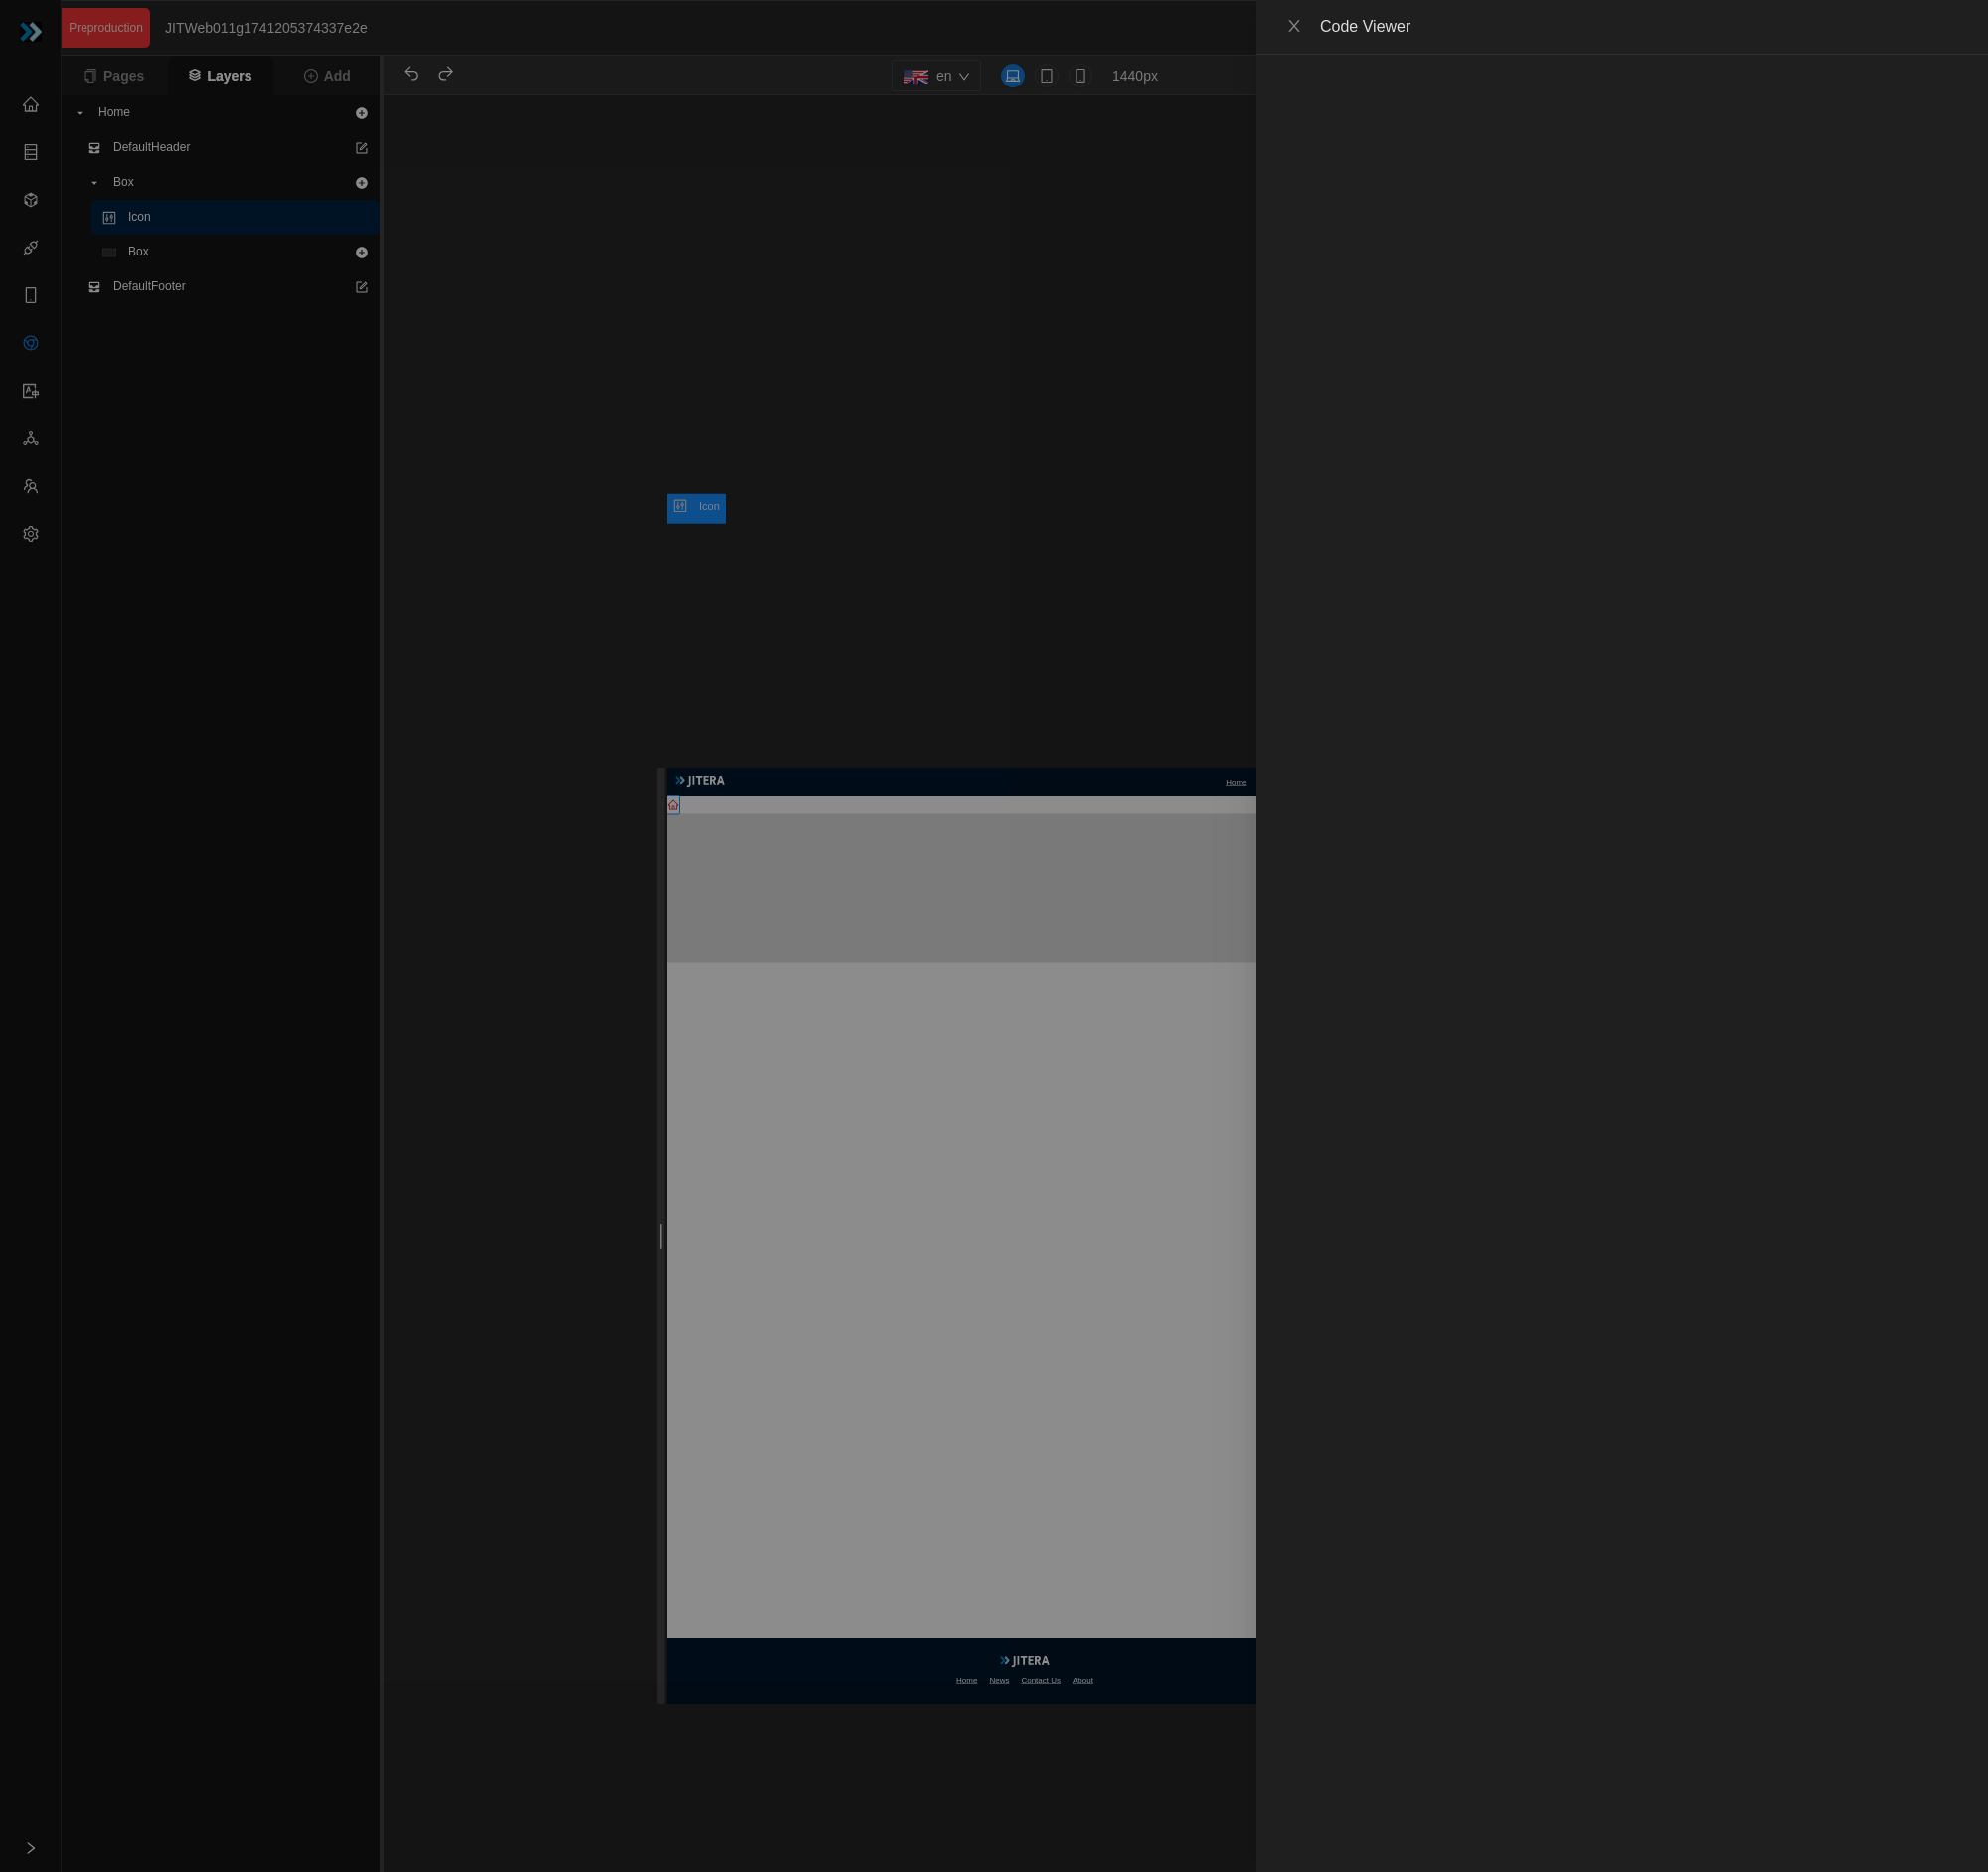 Preproduction
JITWeb011g1741205374337e2e
Code Viewer
Pages
Layers
Add
en
1440px
Home
DefaultHeader
Box
Icon
Box
DefaultFooter
Icon
JITERA
Home
JITERA
Home News Contact Us About